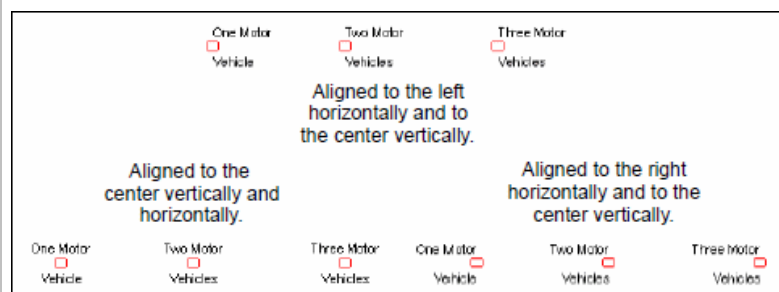 One Motor Two Motor Three Motor
Vehicle Vehicles Vehicles
Aligned to the left
horizontally and to
the center vertically.
Aligned to the
center vertically and
horizontally.
Aligned to the right
horizontally and to the
center vertically.
One Motor Two Motor Three Motor One Motor Two Motor Three Motor
Vehicle Vehicles Vehicles Vehicle Vehicles Vehicles